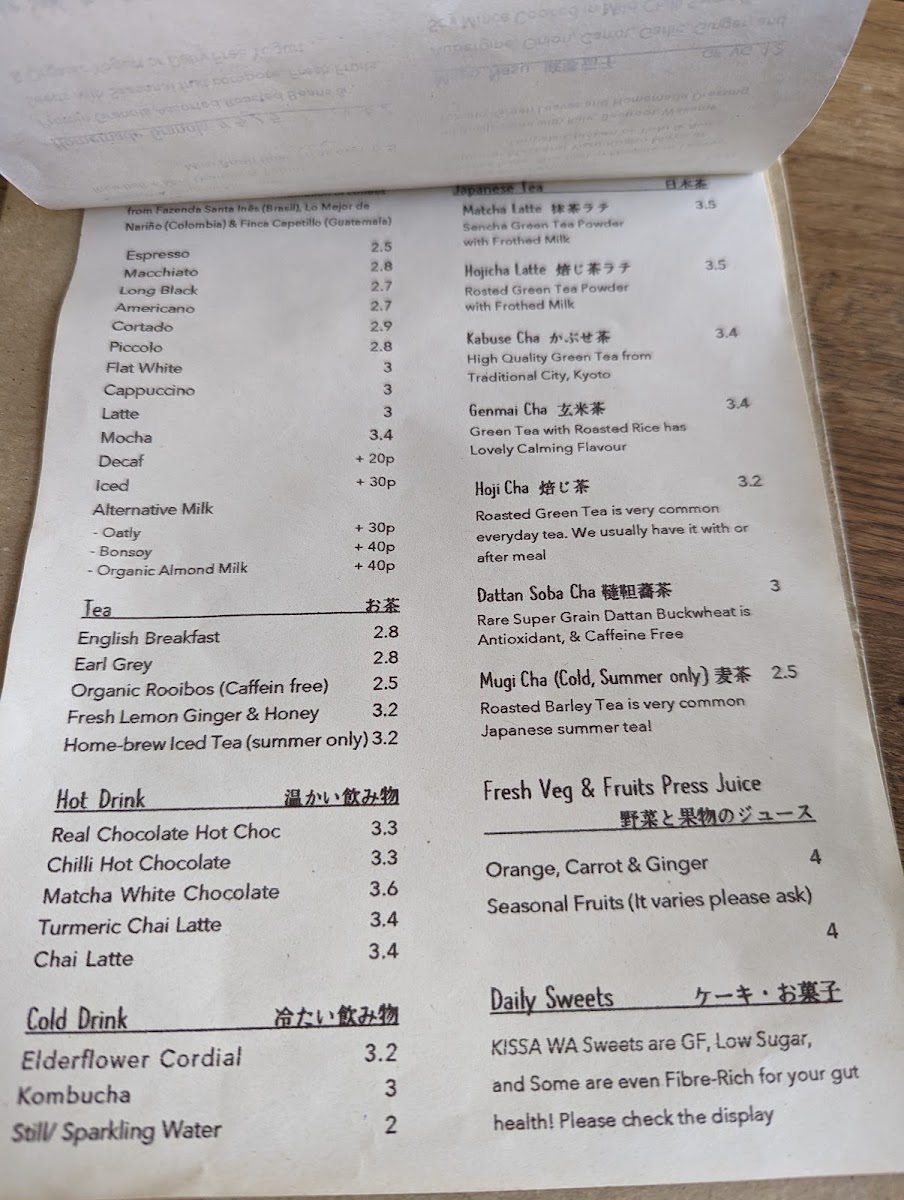 from Fazenda Santa Inês (Brasil), Lo Mejor de
Nariño (Colombia) & Finca Capetillo (Guatemala)
Espresso 2.5
Macchiato 2.8
Long Black 2.7
Americano 2.7
Cortado 2.9
Piccolo 2.8
Flat White 3
Cappuccino 3
Latte 3
Mocha 3.4
Decaf + 20p
Iced + 30p
Alternative Milk
- Oatly + 30p
- Bonsoy + 40p
- Organic Almond Milk + 40p
Tea お茶
English Breakfast 2.8
Earl Grey 2.8
Organic Rooibos (Caffein free) 2.5
Fresh Lemon Ginger & Honey 3.2
Home-brew Iced Tea (summer only) 3.2
Hot Drink 温かい飲み物
Real Chocolate Hot Choc 3.3
Chilli Hot Chocolate 3.3
Matcha White Chocolate 3.6
Turmeric Chai Latte 3.4
Chai Latte 3.4
Cold Drink 冷たい飲み物
Elderflower Cordial 3.2
Kombucha 3
Still/ Sparkling Water 2
Japanese Tea 日本茶
Matcha Latte 抹茶ラテ 3.5
Sencha Green Tea Powder
with Frothed Milk
Hojicha Latte 焙じ茶ラテ 3.5
Rosted Green Tea Powder
with Frothed Milk
Kabuse Cha かぶせ茶 3.4
High Quality Green Tea from
Traditional City, Kyoto
Genmai Cha 玄米茶 3.4
Green Tea with Roasted Rice has
Lovely Calming Flavour
Hoji Cha 焙じ茶 3.2
Roasted Green Tea is very common
everyday tea. We usually have it with or
after meal
Dattan Soba Cha 韃靼蕎茶 3
Rare Super Grain Dattan Buckwheat is
Antioxidant, & Caffeine Free
Mugi Cha (Cold, Summer only) 麦茶 2.5
Roasted Barley Tea is very common
Japanese summer tea!
Fresh Veg & Fruits Press Juice
野菜と果物のジュース
Orange, Carrot & Ginger 4
Seasonal Fruits (It varies please ask)
4
Daily Sweets ケーキ・お菓子
KISSA WA Sweets are GF, Low Sugar,
and Some are even Fibre-Rich for your gut
health! Please check the display